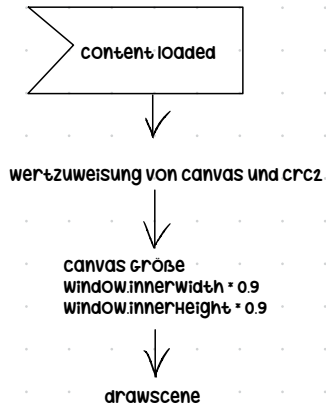 content loaded
wertzuweisung von canvas und crc2
canvas Größe
window.innerWidth * 0.9
window.innerHeight * 0.9
drawscene